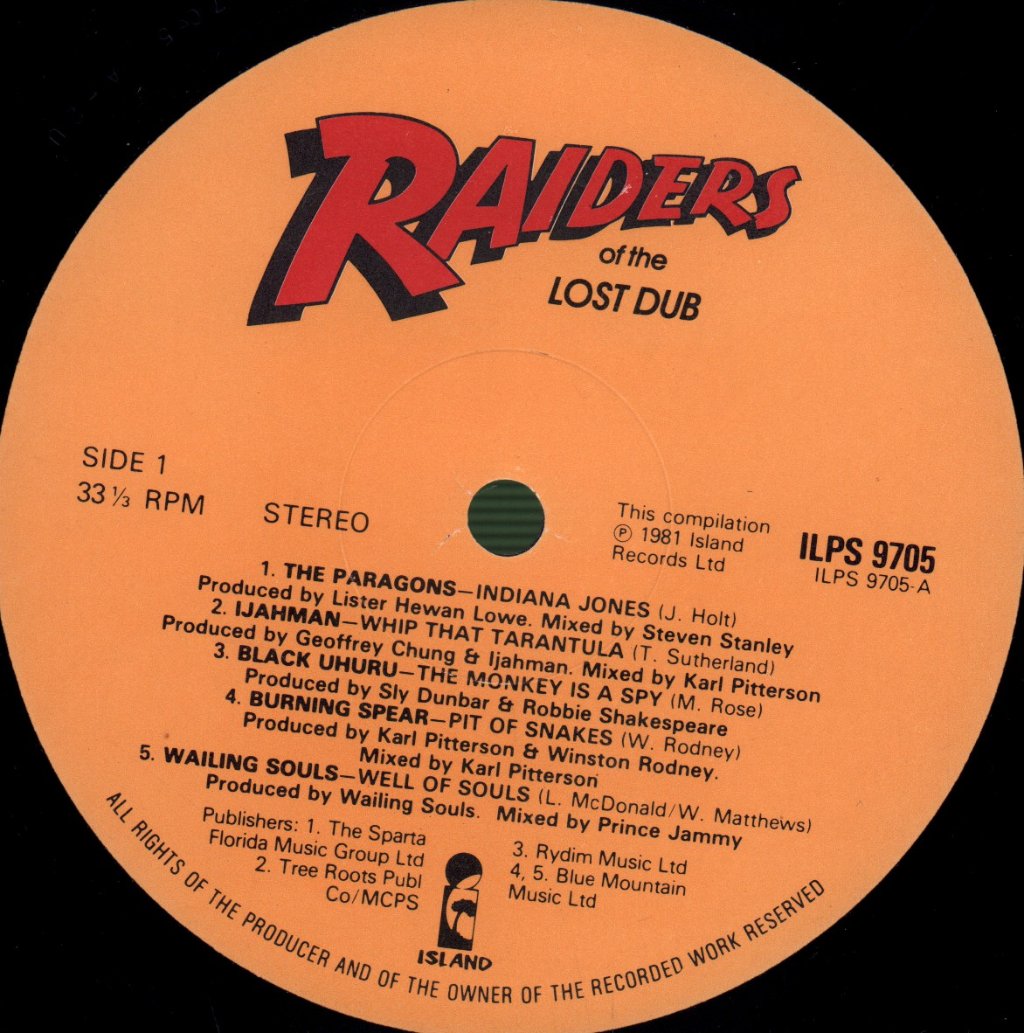 RAIDERS
of the
LOST DUB
SIDE 1
33⅓ RPM
STEREO
This compilation
℗ 1981 Island
Records Ltd
ILPS 9705
ILPS 9705-A
1. THE PARAGONS—INDIANA JONES (J. Holt)
Produced by Lister Hewan Lowe. Mixed by Steven Stanley
2. IJAHMAN—WHIP THAT TARANTULA (T. Sutherland)
Produced by Geoffrey Chung & Ijahman. Mixed by Karl Pitterson
3. BLACK UHURU—THE MONKEY IS A SPY (M. Rose)
Produced by Sly Dunbar & Robbie Shakespeare
4. BURNING SPEAR—PIT OF SNAKES (W. Rodney)
Produced by Karl Pitterson & Winston Rodney.
Mixed by Karl Pitterson
5. WAILING SOULS—WELL OF SOULS (L. McDonald/W. Matthews)
Produced by Wailing Souls. Mixed by Prince Jammy
Publishers: 1. The Sparta
Florida Music Group Ltd
2. Tree Roots Publ
Co/MCPS
3. Rydim Music Ltd
4, 5. Blue Mountain
Music Ltd
ISLAND
ALL RIGHTS OF THE PRODUCER AND OF THE OWNER OF THE RECORDED WORK RESERVED